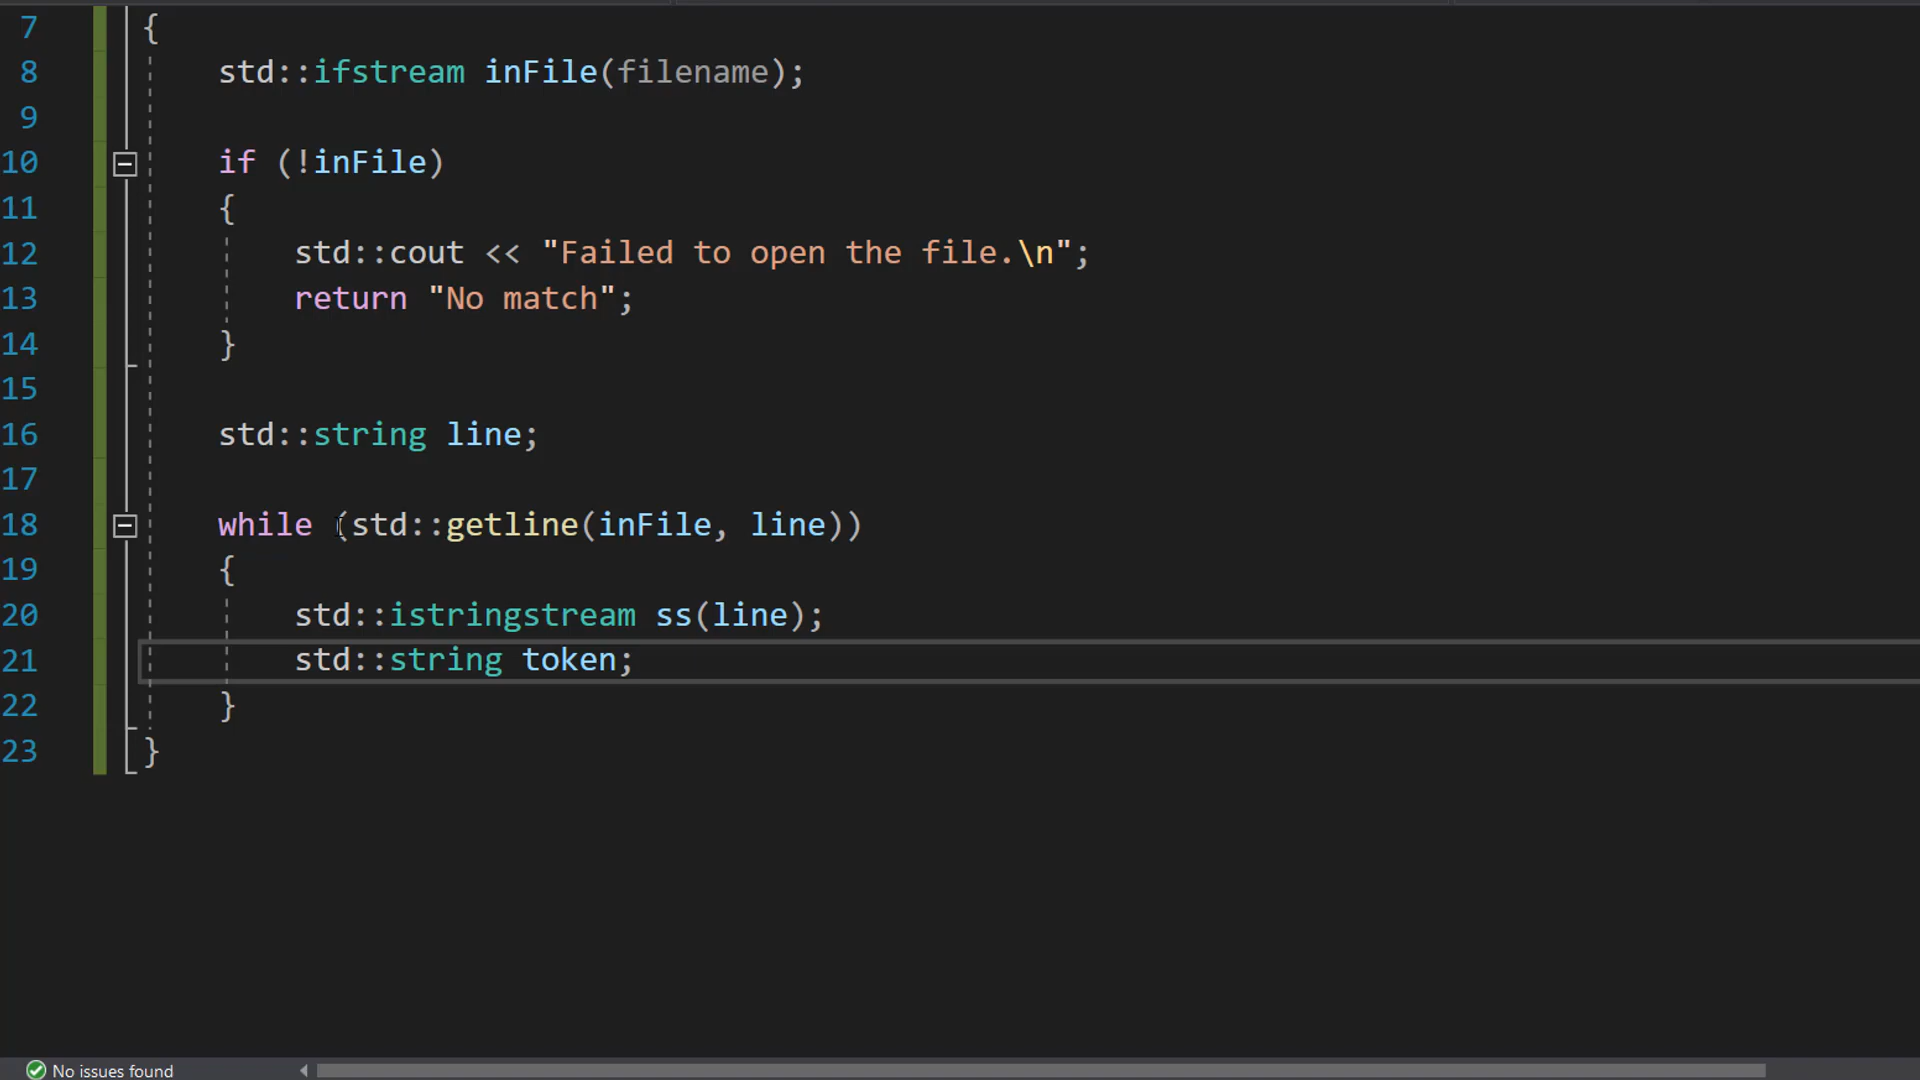 7 {
8 std::ifstream inFile(filename);
9
10 if (!inFile)
11 {
12 std::cout << "Failed to open the file.\n";
13 return "No match";
14 }
15
16 std::string line;
17
18 while (std::getline(inFile, line))
19 {
20 std::istringstream ss(line);
21 std::string token;
22 }
23 }
No issues found